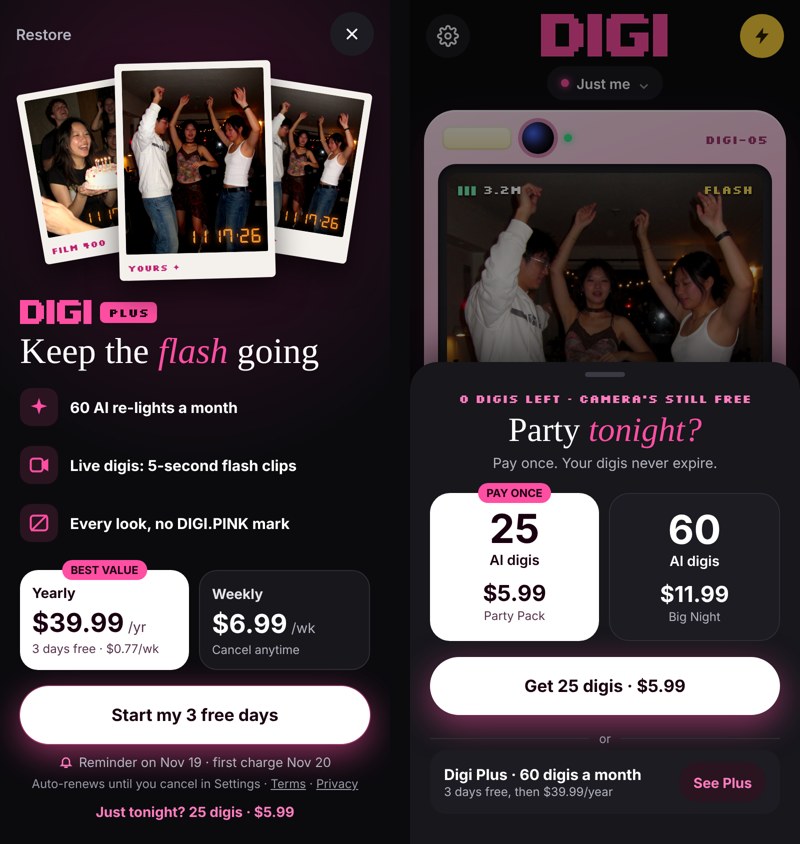 Restore
FILM 400
11 17 '26
YOURS +
DIGI PLUS
Keep the flash going
60 AI re-lights a month
Live digis: 5-second flash clips
Every look, no DIGI.PINK mark
BEST VALUE
Yearly
$39.99 /yr
3 days free · $0.77/wk
Weekly
$6.99 /wk
Cancel anytime
Start my 3 free days
Reminder on Nov 19 · first charge Nov 20
Auto-renews until you cancel in Settings · Terms · Privacy
Just tonight? 25 digis · $5.99
DIGI
Just me
DIGI-05
3.2M
FLASH
0 DIGIS LEFT · CAMERA'S STILL FREE
Party tonight?
Pay once. Your digis never expire.
PAY ONCE
25
AI digis
$5.99
Party Pack
60
AI digis
$11.99
Big Night
Get 25 digis · $5.99
or
Digi Plus · 60 digis a month
3 days free, then $39.99/year
See Plus